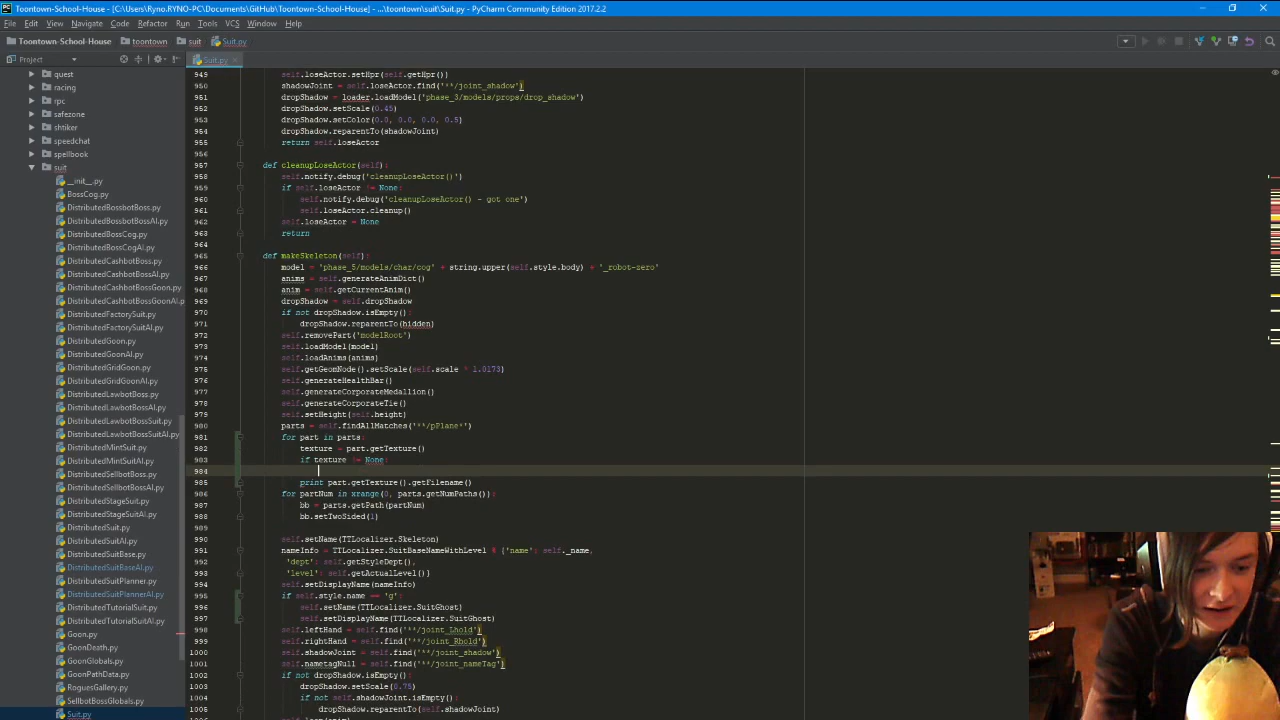 Toontown-School-House - [C:\Users\Ryno.RYNO-PC\Documents\GitHub\Toontown-School-House] - ...\toontown\suit\Suit.py - PyCharm Community Edition 2017.2.2
File Edit View Navigate Code Refactor Run Tools VCS Window Help
Toontown-School-House toontown suit Suit.py
Project
Suit.py
quest
racing
rpc
safezone
shtiker
speedchat
spellbook
suit
__init__.py
BossCog.py
DistributedBossbotBoss.py
DistributedBossbotBossAI.py
DistributedBossCog.py
DistributedBossCogAI.py
DistributedCashbotBoss.py
DistributedCashbotBossAI.py
DistributedCashbotBossGoon.py
DistributedCashbotBossGoonAI.py
DistributedFactorySuit.py
DistributedFactorySuitAI.py
DistributedGoon.py
DistributedGoonAI.py
DistributedGridGoon.py
DistributedGridGoonAI.py
DistributedLawbotBoss.py
DistributedLawbotBossAI.py
DistributedLawbotBossSuit.py
DistributedLawbotBossSuitAI.py
DistributedMintSuit.py
DistributedMintSuitAI.py
DistributedSellbotBoss.py
DistributedSellbotBossAI.py
DistributedStageSuit.py
DistributedStageSuitAI.py
DistributedSuit.py
DistributedSuitAI.py
DistributedSuitBase.py
DistributedSuitBaseAI.py
DistributedSuitPlanner.py
DistributedSuitPlannerAI.py
DistributedTutorialSuit.py
DistributedTutorialSuitAI.py
Goon.py
GoonDeath.py
GoonGlobals.py
GoonPathData.py
RoguesGallery.py
SellbotBossGlobals.py
Suit.py
949 self.loseActor.setHpr(self.getHpr())
950 shadowJoint = self.loseActor.find('**/joint_shadow')
951 dropShadow = loader.loadModel('phase_3/models/props/drop_shadow')
952 dropShadow.setScale(0.45)
953 dropShadow.setColor(0.0, 0.0, 0.0, 0.5)
954 dropShadow.reparentTo(shadowJoint)
955 return self.loseActor
956
957 def cleanupLoseActor(self):
958 self.notify.debug('cleanupLoseActor()')
959 if self.loseActor != None:
960 self.notify.debug('cleanupLoseActor() - got one')
961 self.loseActor.cleanup()
962 self.loseActor = None
963 return
964
965 def makeSkeleton(self):
966 model = 'phase_5/models/char/cog' + string.upper(self.style.body) + '_robot-zero'
967 anims = self.generateAnimDict()
968 anim = self.getCurrentAnim()
969 dropShadow = self.dropShadow
970 if not dropShadow.isEmpty():
971 dropShadow.reparentTo(hidden)
972 self.removePart('modelRoot')
973 self.loadModel(model)
974 self.loadAnims(anims)
975 self.getGeomNode().setScale(self.scale * 1.0173)
976 self.generateHealthBar()
977 self.generateCorporateMedallion()
978 self.generateCorporateTie()
979 self.setHeight(self.height)
980 parts = self.findAllMatches('**/pPlane*')
981 for part in parts:
982 texture = part.getTexture()
983 if texture != None:
984
985 print part.getTexture().getFilename()
986 for partNum in xrange(0, parts.getNumPaths()):
987 bb = parts.getPath(partNum)
988 bb.setTwoSided(1)
989
990 self.setName(TTLocalizer.Skeleton)
991 nameInfo = TTLocalizer.SuitBaseNameWithLevel % {'name': self._name,
992 'dept': self.getStyleDept(),
993 'level': self.getActualLevel()}
994 self.setDisplayName(nameInfo)
995 if self.style.name == 'g':
996 self.setName(TTLocalizer.SuitGhost)
997 self.setDisplayName(TTLocalizer.SuitGhost)
998 self.leftHand = self.find('**/joint_Lhold')
999 self.rightHand = self.find('**/joint_Rhold')
1000 self.shadowJoint = self.find('**/joint_shadow')
1001 self.nametagNull = self.find('**/joint_nameTag')
1002 if not dropShadow.isEmpty():
1003 dropShadow.setScale(0.75)
1004 if not self.shadowJoint.isEmpty():
1005 dropShadow.reparentTo(self.shadowJoint)